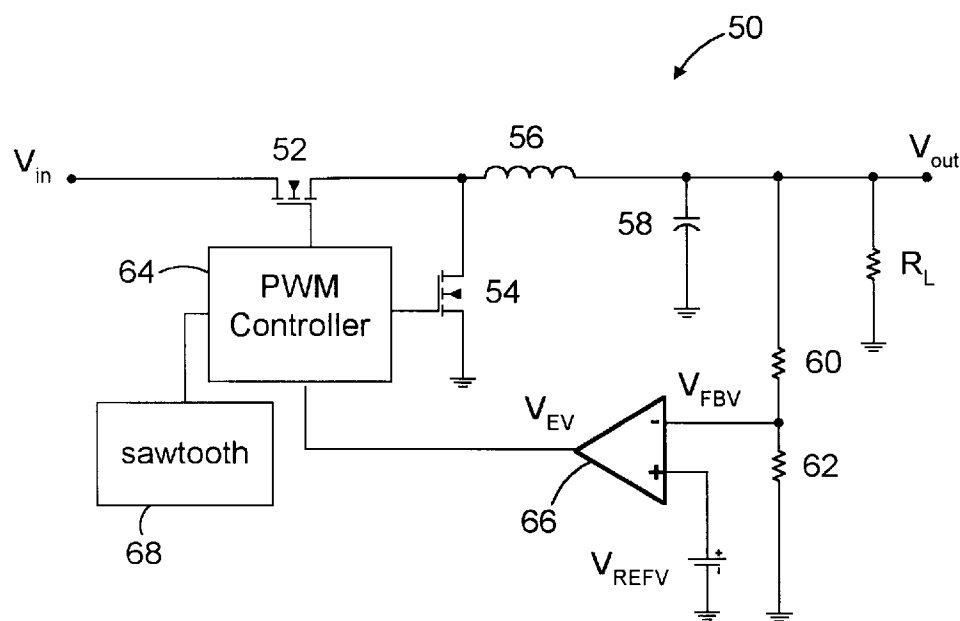 50
56
52
V_in
V_out
58
64
PWM
Controller
54
R_L
60
V_FBV
V_EV
-
62
sawtooth
+
66
68
V_REFV
+
-